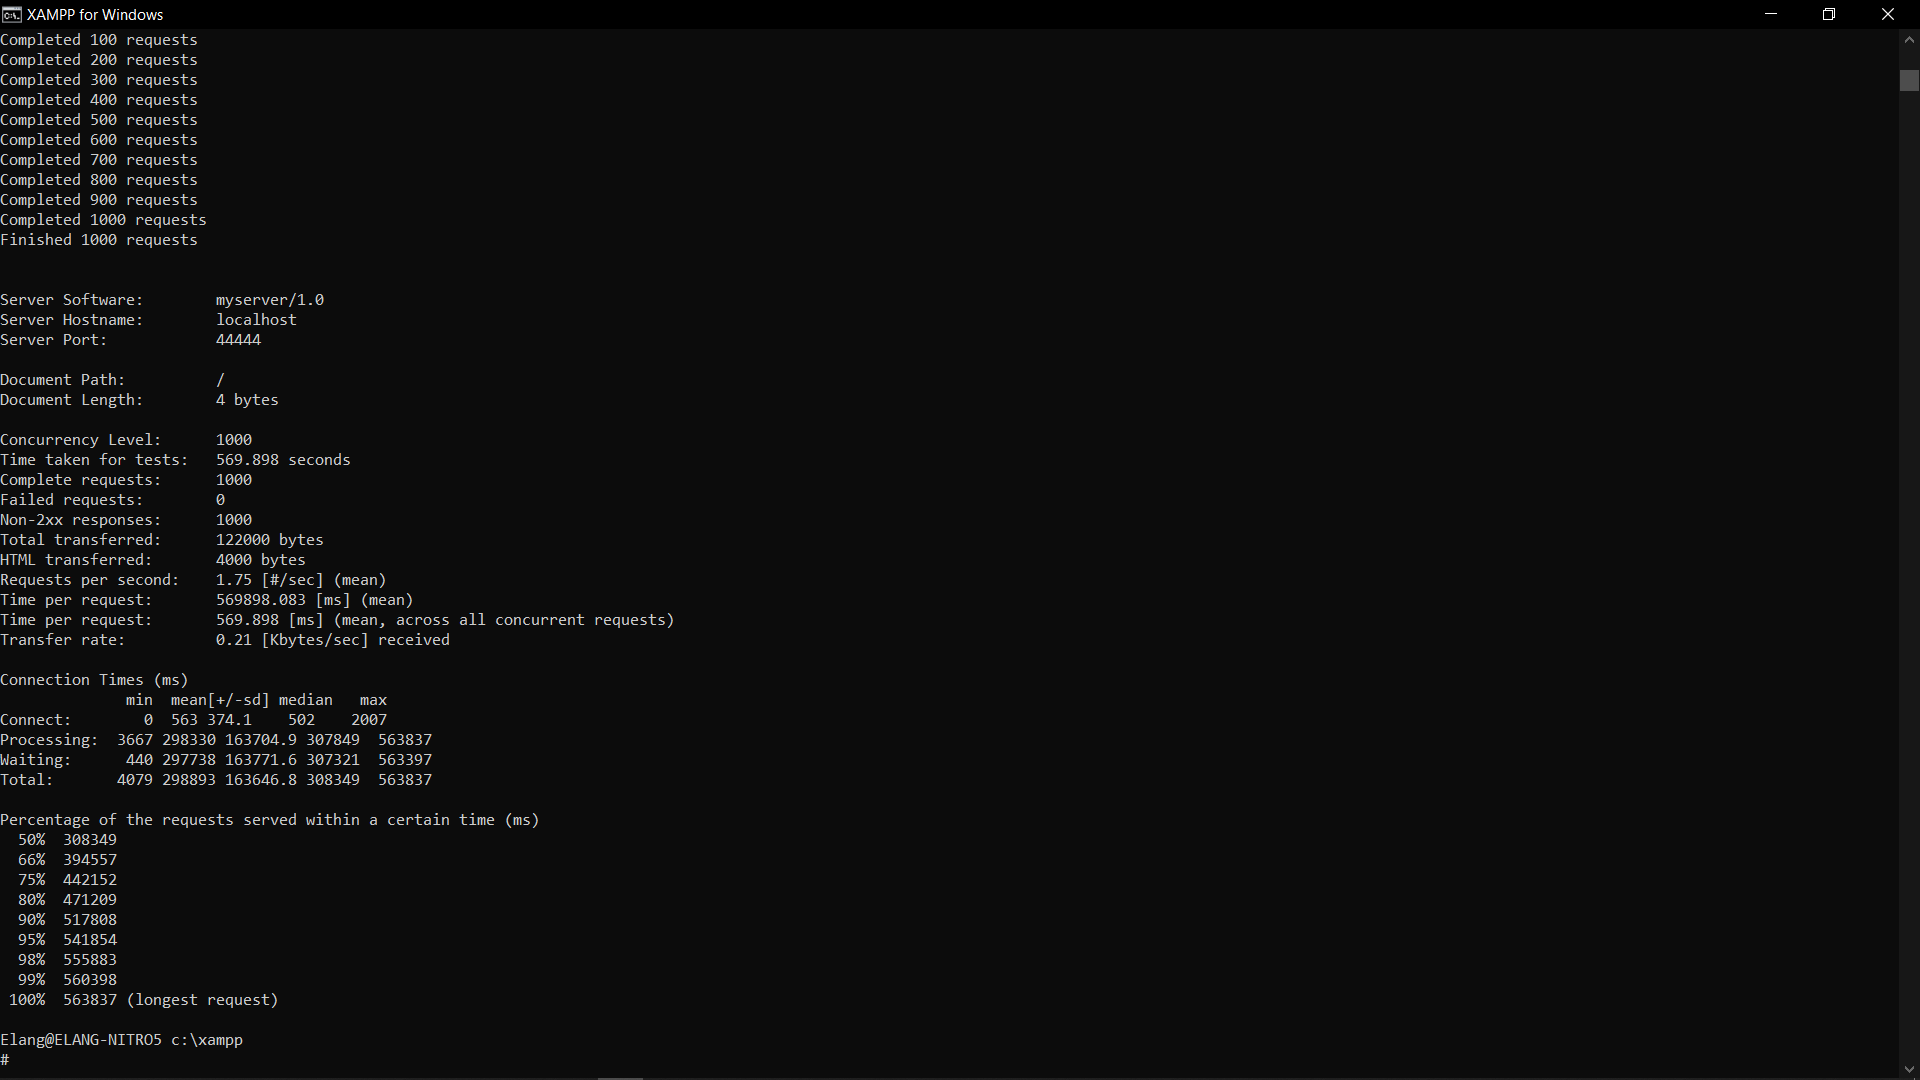 XAMPP for Windows
Completed 100 requests
Completed 200 requests
Completed 300 requests
Completed 400 requests
Completed 500 requests
Completed 600 requests
Completed 700 requests
Completed 800 requests
Completed 900 requests
Completed 1000 requests
Finished 1000 requests
Server Software:        myserver/1.0
Server Hostname:        localhost
Server Port:            44444
Document Path:          /
Document Length:        4 bytes
Concurrency Level:      1000
Time taken for tests:   569.898 seconds
Complete requests:      1000
Failed requests:        0
Non-2xx responses:      1000
Total transferred:      122000 bytes
HTML transferred:       4000 bytes
Requests per second:    1.75 [#/sec] (mean)
Time per request:       569898.083 [ms] (mean)
Time per request:       569.898 [ms] (mean, across all concurrent requests)
Transfer rate:          0.21 [Kbytes/sec] received
Connection Times (ms)
              min  mean[+/-sd] median   max
Connect:        0  563 374.1    502    2007
Processing:  3667 298330 163704.9 307849  563837
Waiting:      440 297738 163771.6 307321  563397
Total:       4079 298893 163646.8 308349  563837
Percentage of the requests served within a certain time (ms)
  50%  308349
  66%  394557
  75%  442152
  80%  471209
  90%  517808
  95%  541854
  98%  555883
  99%  560398
 100%  563837 (longest request)
Elang@ELANG-NITRO5 c:\xampp
#